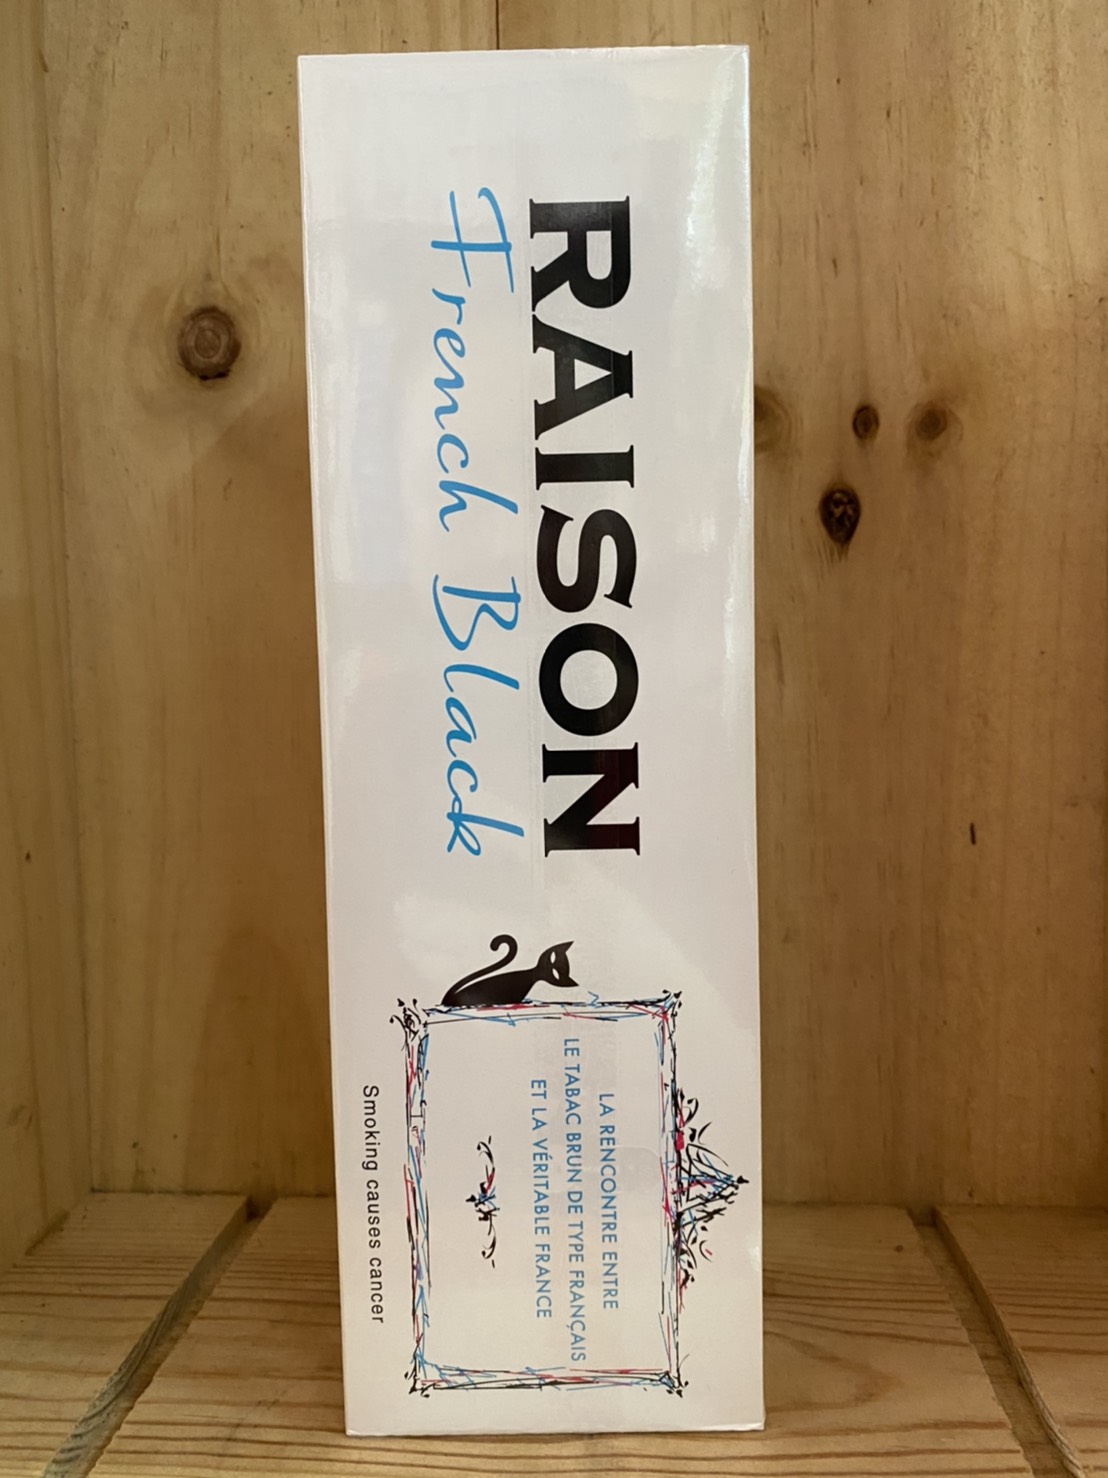 RAISON
French Black
LA RENCONTRE ENTRE
LE TABAC BRUN DE TYPE FRANÇAIS
ET LA VÉRITABLE FRANCE
Smoking causes cancer